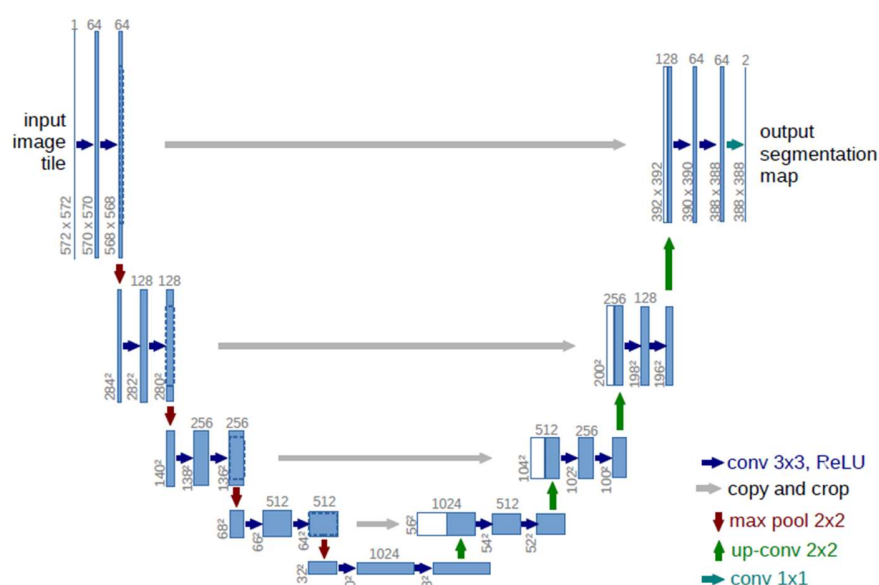 1 64 64
input
image
tile
572 x 572
570 x 570
568 x 568
128 64 64 2
output
segmentation
map
392 x 392
390 x 390
388 x 388
388 x 388
128 128
284²
282²
280²
256 128
200²
198²
196²
256 256
140²
138²
136²
512 256
104²
102²
100²
512 512
68²
66²
64²
1024 512
56²
54²
52²
1024
32²
conv 3x3, ReLU
copy and crop
max pool 2x2
up-conv 2x2
conv 1x1